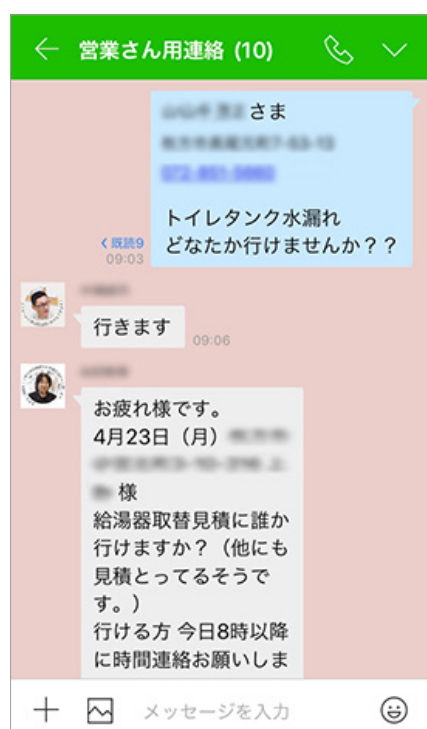 営業さん用連絡 (10)
さま
トイレタンク水漏れ
どなたか行けませんか？？
既読9
09:03
行きます
09:06
お疲れ様です。
4月23日（月）
様
給湯器取替見積に誰か
行けますか？（他にも
見積とってるそうで
す。）
行ける方 今日8時以降
に時間連絡お願いしま
メッセージを入力